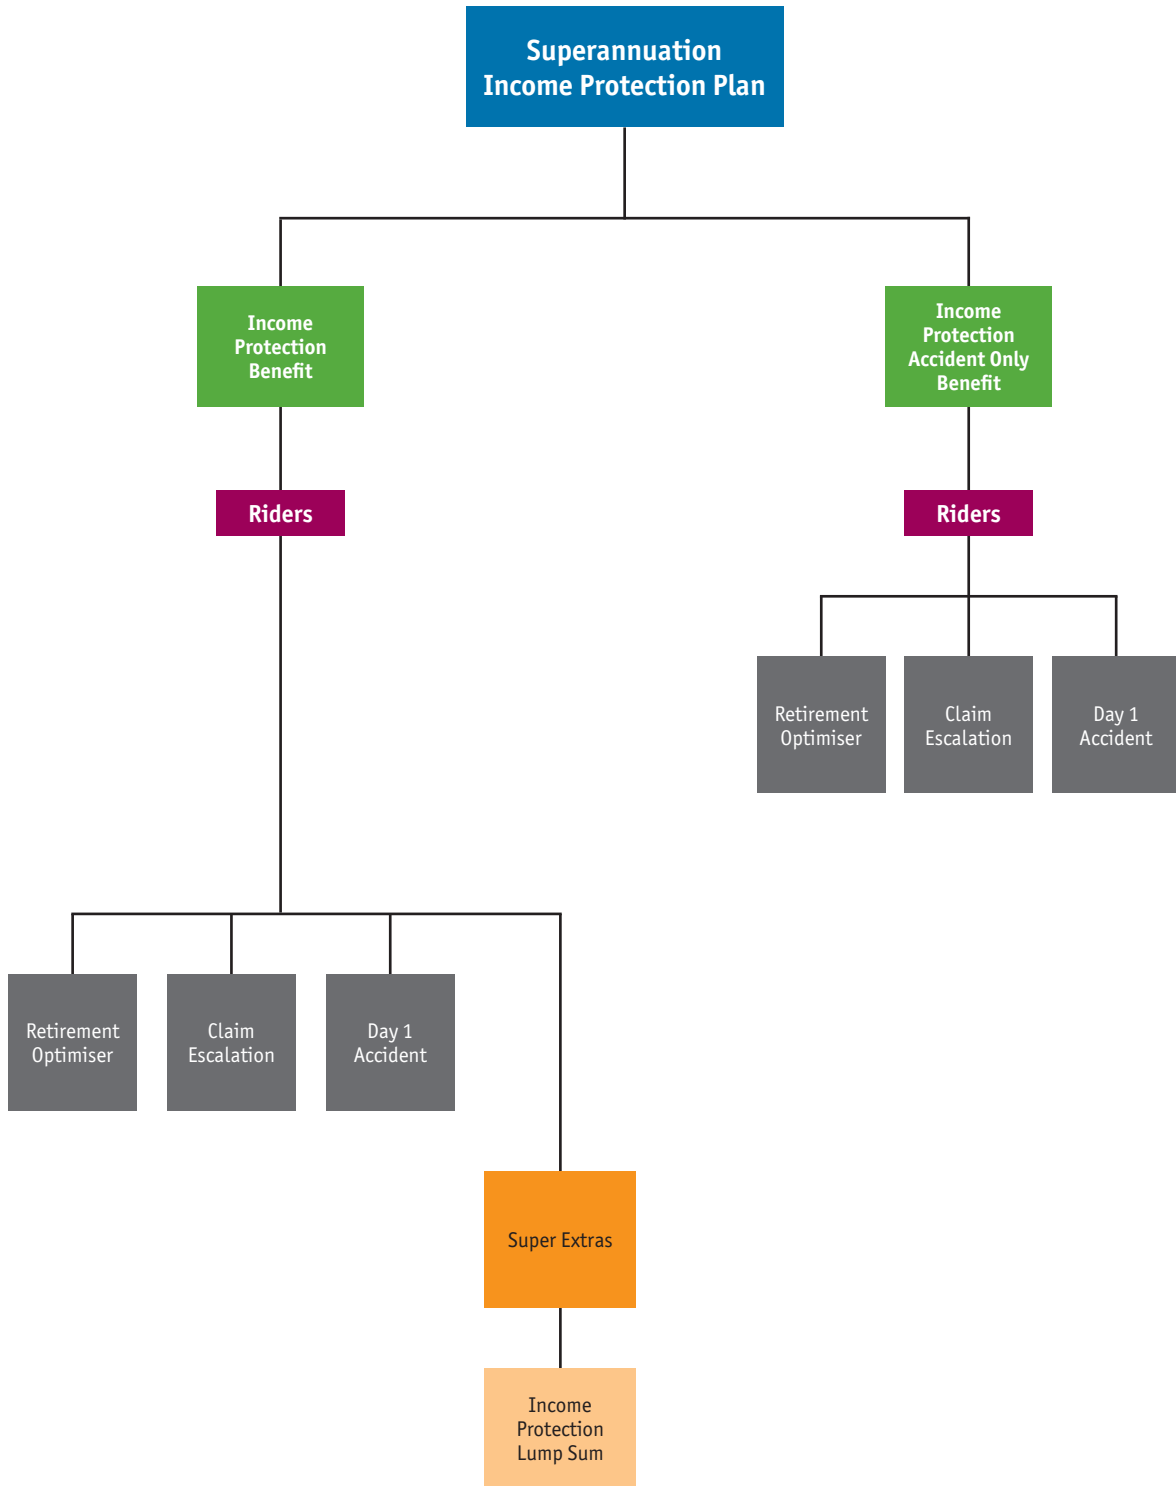 Superannuation
Income Protection Plan
Income
Protection
Benefit
Income
Protection
Accident Only
Benefit
Riders
Riders
Retirement
Optimiser
Claim
Escalation
Day 1
Accident
Retirement
Optimiser
Claim
Escalation
Day 1
Accident
Super Extras
Income
Protection
Lump Sum